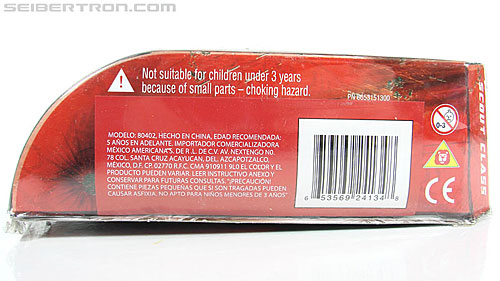 SEIBERTRON.COM
Not suitable for children under 3 years
because of small parts – choking hazard.
P/N 6658151300
MODELO: 80402, HECHO EN CHINA, EDAD RECOMENDADA:
5 AÑOS EN ADELANTE. IMPORTADOR COMERCIALIZADORA
MÉXICO AMERICANA"S. DE R.L. DE C.V. AV. NEXTENGO N0.
78 COL. SANTA CRUZ ACAYUCAN, DEL. AZCAPOTZALCO,
MÉXICO, D.F. CP. 02770 R.F.C. CMA 910911 9L0 EL COLOR Y EL
PRODUCTO PUEDEN VARIAR. LEER INSTRUCTIVO ANEXO Y
CONSERVAR PARA FUTURAS CONSULTAS. "¡PRECAUCIÓN!
CONTIENE PIEZAS PEQUEÑAS QUE SI SON TRAGADAS PUEDEN
CAUSAR ASFIXIA. NO APTO PARA NIÑOS MENORES DE 3 AÑOS"
6 53569 24134 8
SCOUT CLASS
0-3
CE